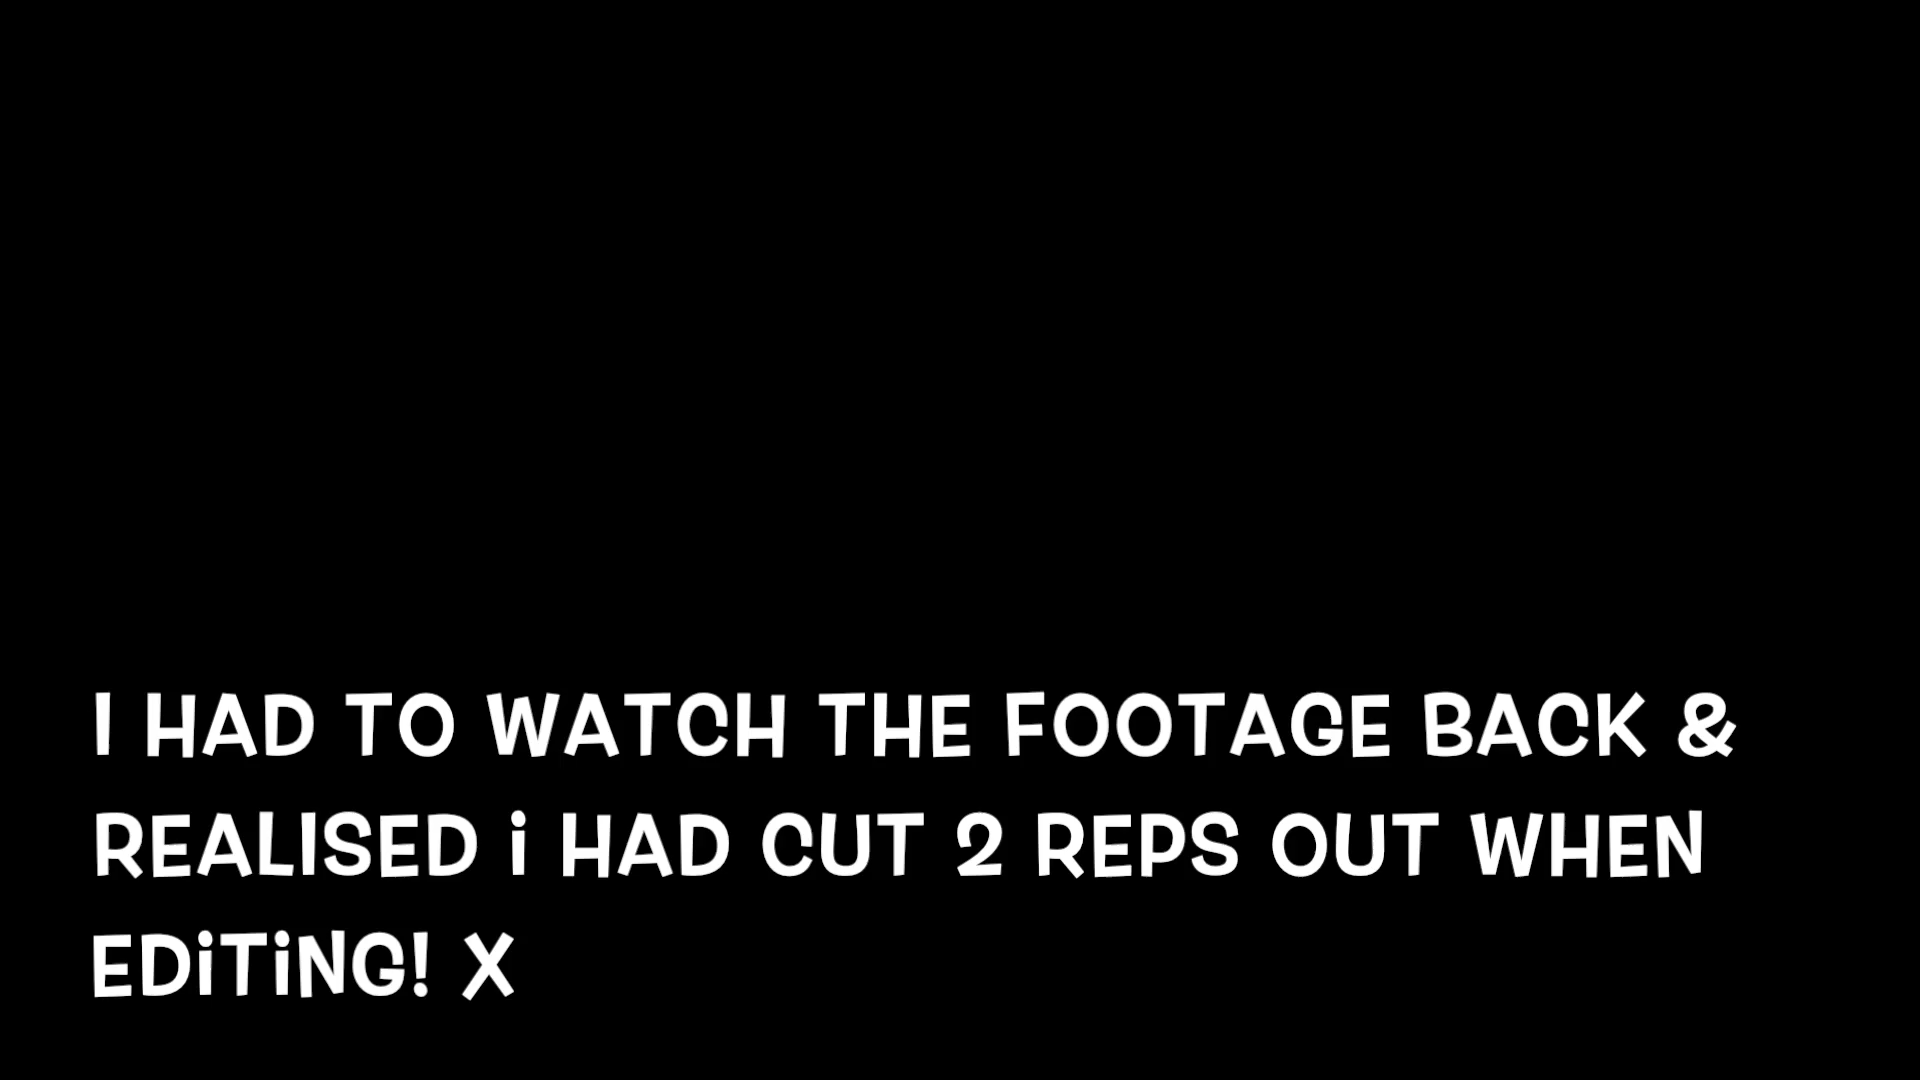 I HAD TO WATCH THE FOOTAGE BACK &
REALISED i HAD CUT 2 REPS OUT WHEN
EDiTiNG! X